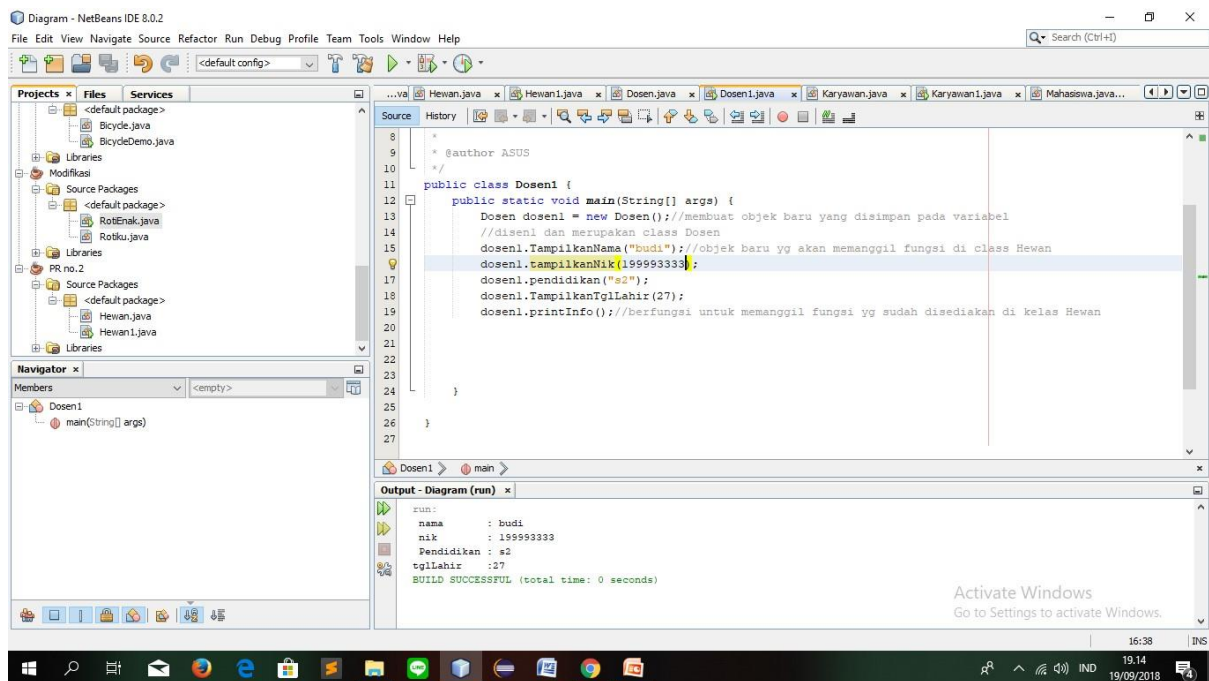 Diagram - NetBeans IDE 8.0.2
File Edit View Navigate Source Refactor Run Debug Profile Team Tools Window Help
Search (Ctrl+I)
<default config>
Projects Files Services
<default package>
Bicycle.java
BicycleDemo.java
Libraries
Modifikasi
Source Packages
<default package>
RotiEnak.java
Rotiku.java
Libraries
PR no.2
Source Packages
<default package>
Hewan.java
Hewan1.java
Libraries
Navigator
Members <empty>
Dosen1
main(String[] args)
...va Hewan.java Hewan1.java Dosen.java Dosen1.java Karyawan.java Karyawan1.java Mahasiswa.java...
Source History
8 *
9 * @author ASUS
10 */
11 public class Dosen1 {
12 public static void main(String[] args) {
13 Dosen dosen1 = new Dosen();//membuat objek baru yang disimpan pada variabel
14 //disen1 dan merupakan class Dosen
15 dosen1.TampilkanNama("budi");//objek baru yg akan memanggil fungsi di class Hewan
dosen1.tampilkanNik(199993333);
17 dosen1.pendidikan("s2");
18 dosen1.TampilkanTglLahir(27);
19 dosen1.printInfo();//berfungsi untuk memanggil fungsi yg sudah disediakan di kelas Hewan
20
21
22
23
24 }
25
26 }
27
Dosen1 main
Output - Diagram (run)
run:
nama : budi
nik : 199993333
Pendidikan : s2
tglLahir :27
BUILD SUCCESSFUL (total time: 0 seconds)
Activate Windows
Go to Settings to activate Windows.
16:38 INS
IND
19.14
19/09/2018
4